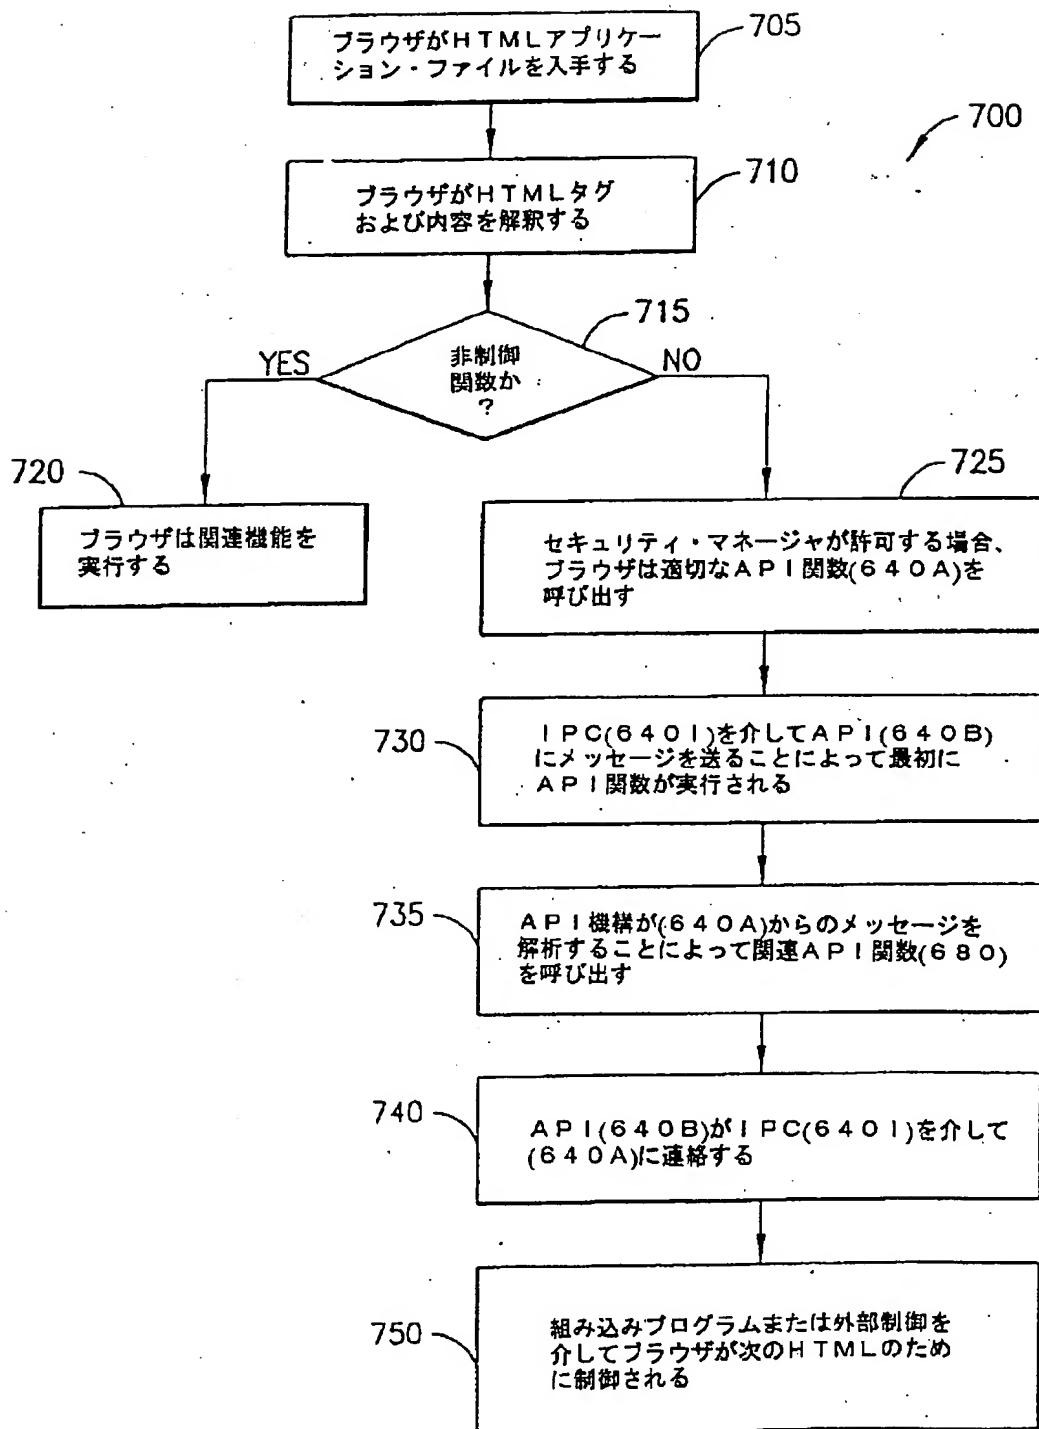 ブラウザがHTMLアプリケー
ション・ファイルを入手する
705
700
ブラウザがHTMLタグ
および内容を解釈する
710
715
YES
非制御
関数か
?
NO
720
ブラウザは関連機能を
実行する
725
セキュリティ・マネージャが許可する場合、
ブラウザは適切なAPI関数(640A)を
呼び出す
730
IPC(640I)を介してAPI(640B)
にメッセージを送ることによって最初に
API関数が実行される
735
API機構が(640A)からのメッセージを
解析することによって関連API関数(680)
を呼び出す
740
API(640B)がIPC(640I)を介して
(640A)に連絡する
750
組み込みプログラムまたは外部制御を
介してブラウザが次のHTMLのため
に制御される